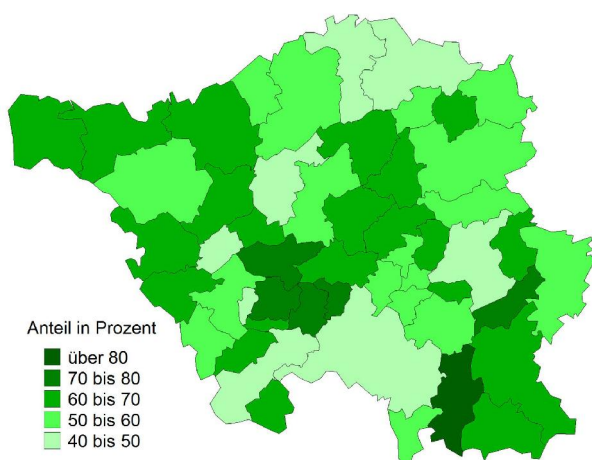 Anteil in Prozent
über 80
70 bis 80
60 bis 70
50 bis 60
40 bis 50